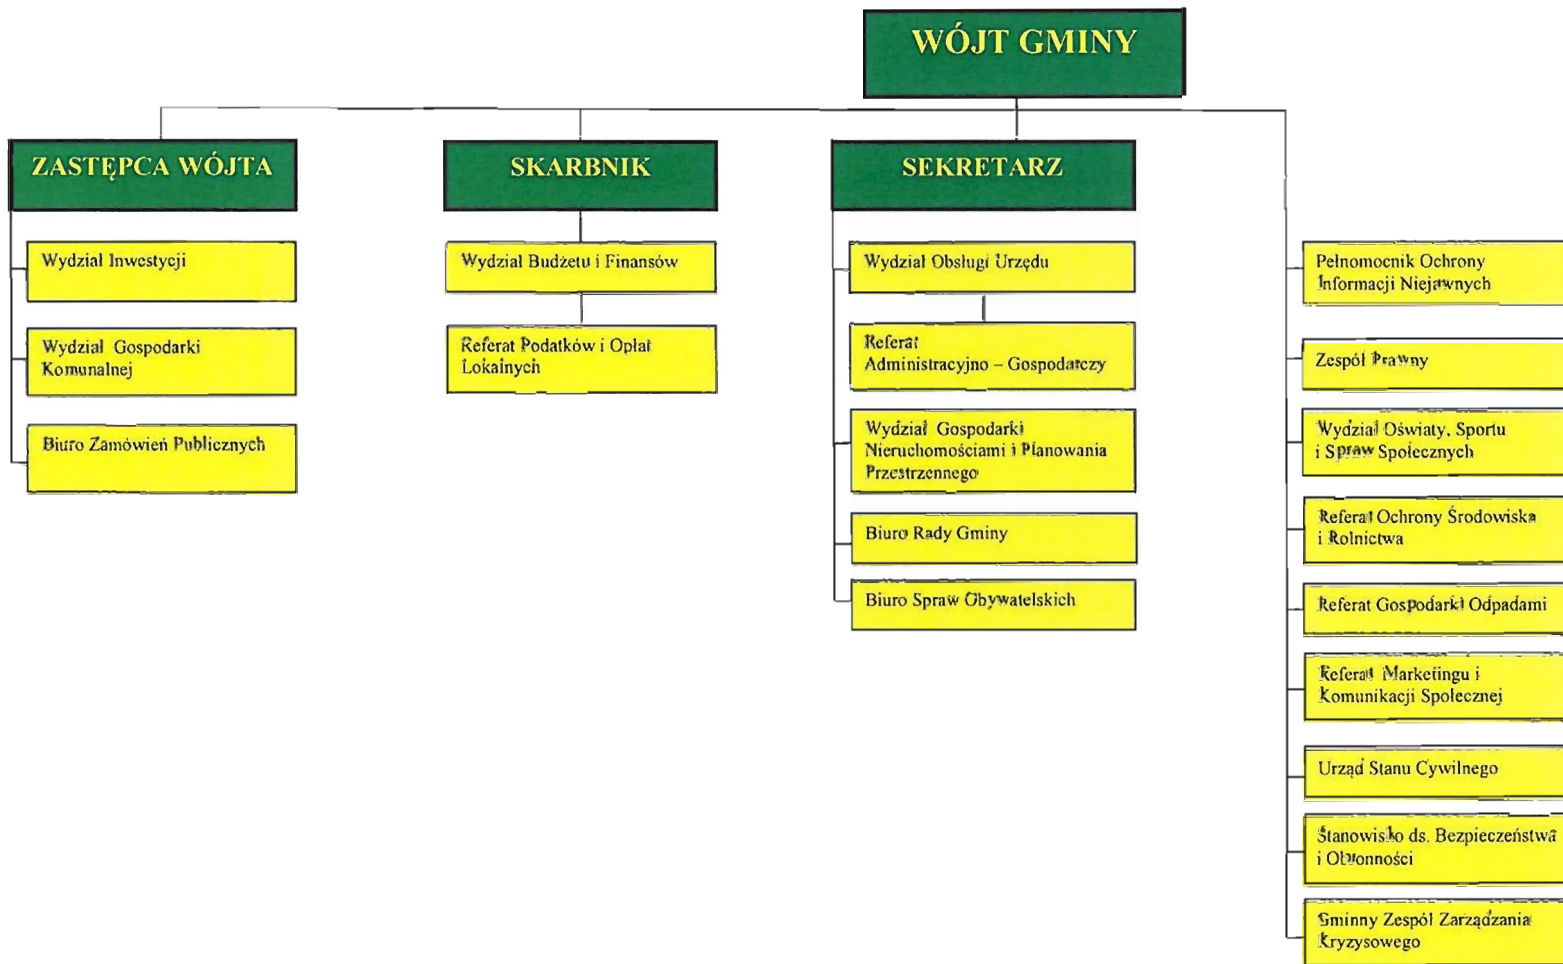 WÓJT GMINY
ZASTĘPCA WÓJTA
Wydział Inwestycji
Wydział Gospodarki
Komunalnej
Biuro Zamówień Publicznych
SKARBNIK
Wydział Budżetu i Finansów
Referat Podatków i Opłat
Lokalnych
SEKRETARZ
Wydział Obsługi Urzędu
Referat
Administracyjno – Gospodarczy
Wydział Gospodarki
Nieruchomościami i Planowania
Przestrzennego
Biuro Rady Gminy
Biuro Spraw Obywatelskich
Pełnomocnik Ochrony
Informacji Niejawnych
Zespół Prawny
Wydział Oświaty, Sportu
i Spraw Społecznych
Referat Ochrony Środowiska
i Rolnictwa
Referat Gospodarki Odpadami
Referat Marketingu i
Komunikacji Społecznej
Urząd Stanu Cywilnego
Stanowisko ds. Bezpieczeństwa
i Obronności
Gminny Zespół Zarządzania
Kryzysowego